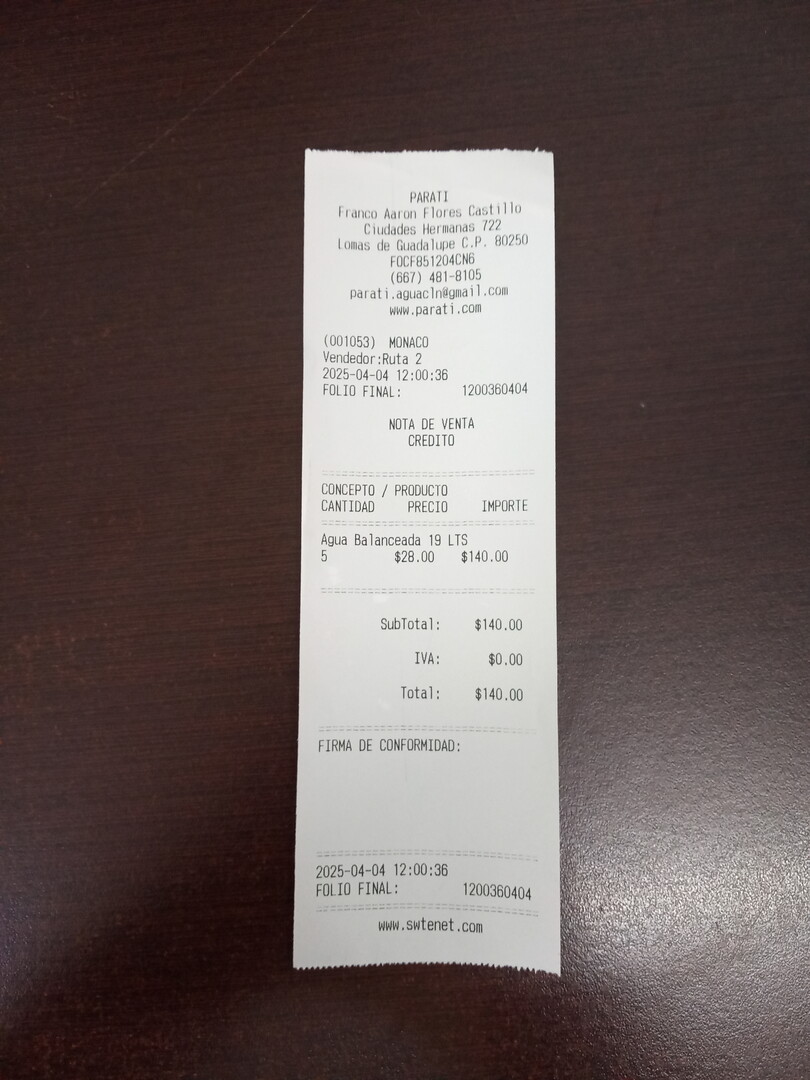 PARATI
Franco Aaron Flores Castillo
Ciudades Hermanas 722
Lomas de Guadalupe C.P. 80250
FOCF851204CN6
(667) 481-8105
parati.aguacln@gmail.com
www.parati.com
(001053) MONACO
Vendedor:Ruta 2
2025-04-04 12:00:36
FOLIO FINAL: 1200360404
NOTA DE VENTA
CREDITO
CONCEPTO / PRODUCTO
CANTIDAD PRECIO IMPORTE
Agua Balanceada 19 LTS
5 $28.00 $140.00
SubTotal: $140.00
IVA: $0.00
Total: $140.00
FIRMA DE CONFORMIDAD:
2025-04-04 12:00:36
FOLIO FINAL: 1200360404
www.swtenet.com